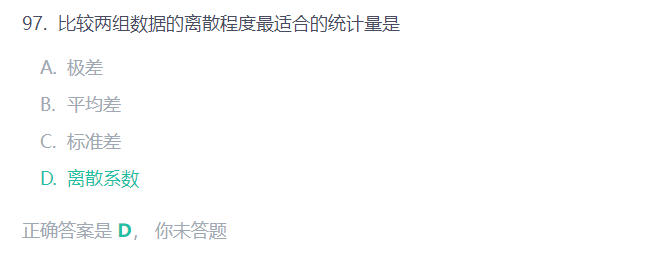 97. 比较两组数据的离散程度最适合的统计量是
A. 极差
B. 平均差
C. 标准差
D. 离散系数
正确答案是 D， 你未答题